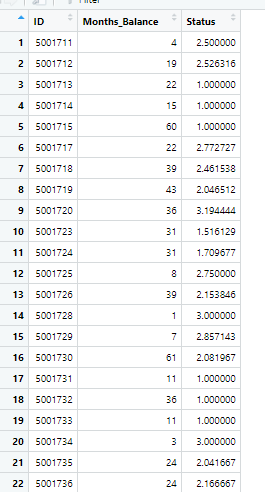 Filter
ID Months_Balance Status
1 5001711 4 2.500000
2 5001712 19 2.526316
3 5001713 22 1.000000
4 5001714 15 1.000000
5 5001715 60 1.000000
6 5001717 22 2.772727
7 5001718 39 2.461538
8 5001719 43 2.046512
9 5001720 36 3.194444
10 5001723 31 1.516129
11 5001724 31 1.709677
12 5001725 8 2.750000
13 5001726 39 2.153846
14 5001728 1 3.000000
15 5001729 7 2.857143
16 5001730 61 2.081967
17 5001731 11 1.000000
18 5001732 36 1.000000
19 5001733 11 1.000000
20 5001734 3 3.000000
21 5001735 24 2.041667
22 5001736 24 2.166667